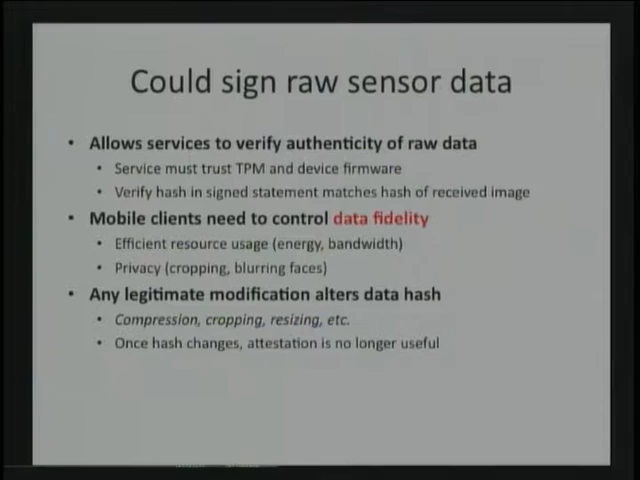 Could sign raw sensor data
• Allows services to verify authenticity of raw data
• Service must trust TPM and device firmware
• Verify hash in signed statement matches hash of received image
• Mobile clients need to control data fidelity
• Efficient resource usage (energy, bandwidth)
• Privacy (cropping, blurring faces)
• Any legitimate modification alters data hash
• Compression, cropping, resizing, etc.
• Once hash changes, attestation is no longer useful